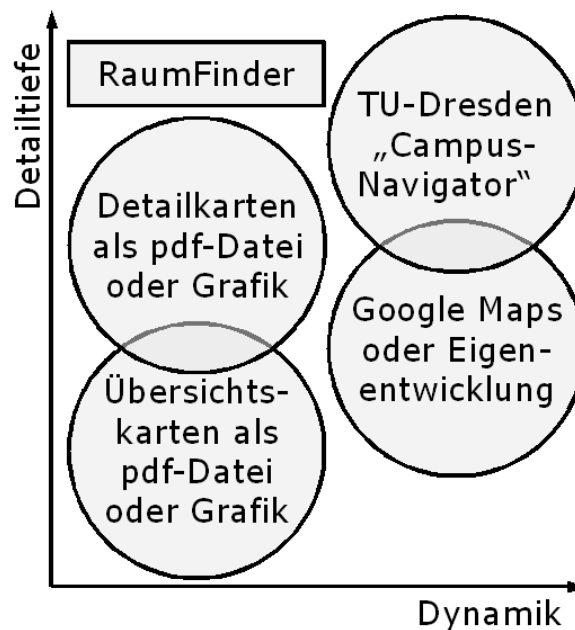 Detailtiefe
RaumFinder
TU-Dresden
„Campus-
Navigator“
Detailkarten
als pdf-Datei
oder Grafik
Google Maps
oder Eigen-
entwicklung
Übersichts-
karten als
pdf-Datei
oder Grafik
Dynamik